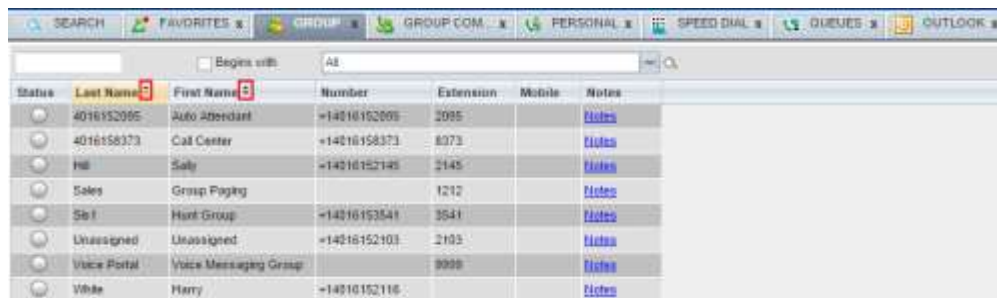 SEARCH FAVORITES x GROUP x GROUP COM... x PERSONAL x SPEED DIAL x QUEUES x OUTLOOK x
Begins with All
Status Last Name First Name Number Extension Mobile Notes
4016152095 Auto Attendant +14016152095 2095 Notes
4016158373 Call Center +14016158373 8373 Notes
Hill Sally +14016152145 2145 Notes
Sales Group Paging 1212 Notes
Hunt Group +14016153541 3541 Notes
Unassigned Unassigned +14016152103 2103 Notes
Voice Portal Voice Messaging Group 9999 Notes
White Harry +14016152116 Notes